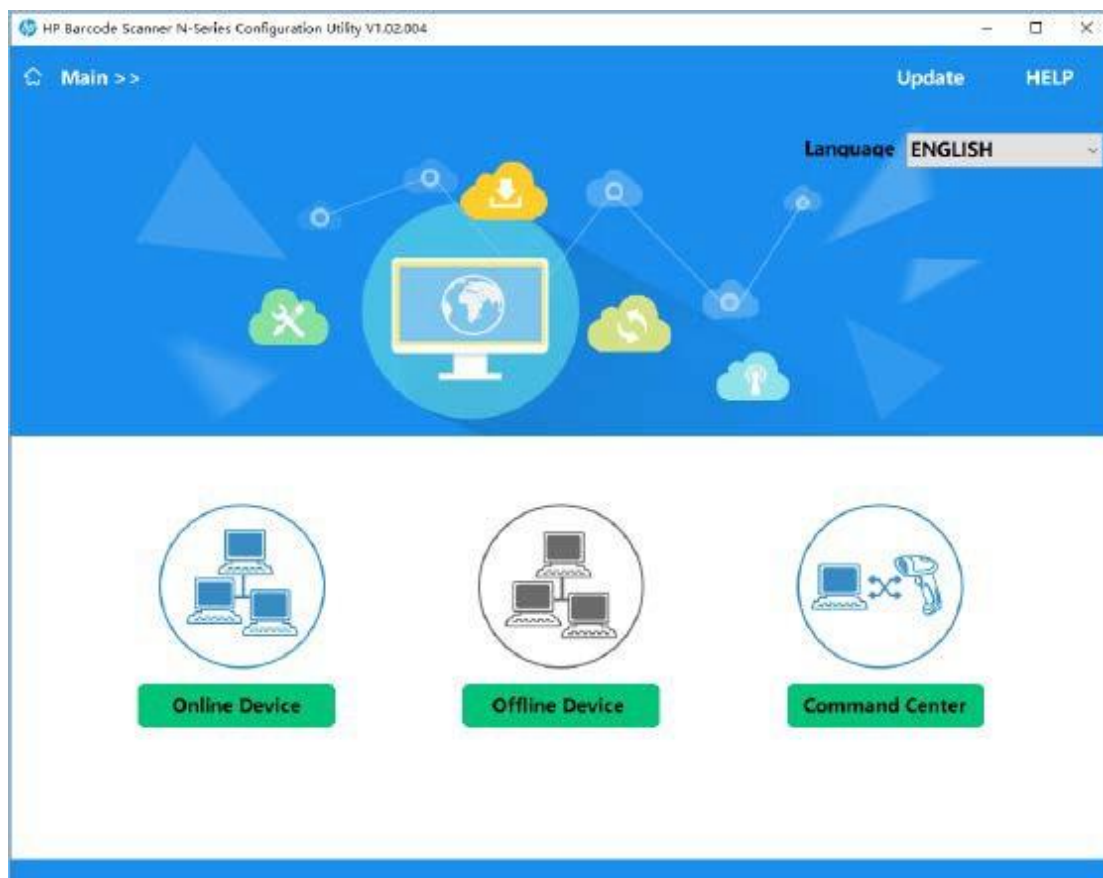 HP Barcode Scanner N-Series Configuration Utility V1.02.004
Main >>
Update
HELP
Language
ENGLISH
Online Device
Offline Device
Command Center